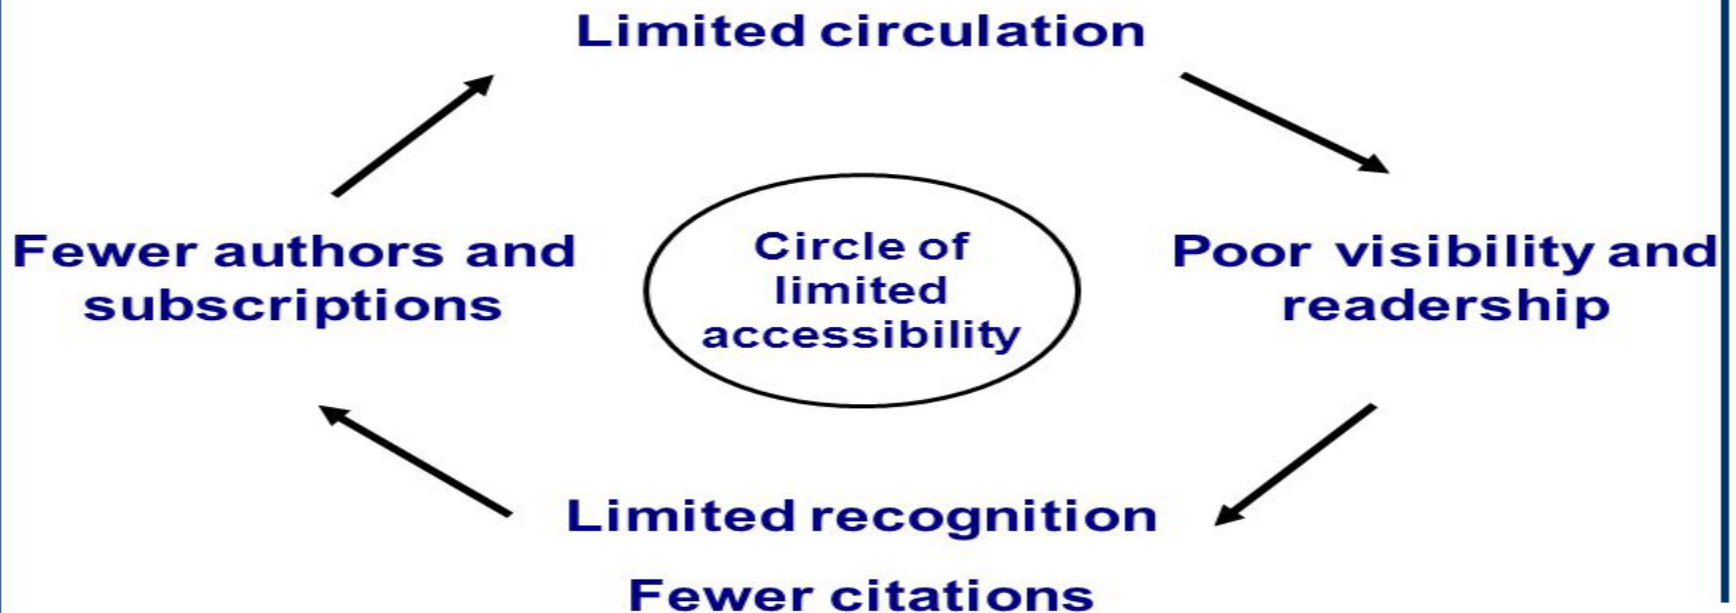 Limited circulation
Fewer authors and
subscriptions
Circle of
limited
accessibility
Poor visibility and
readership
Limited recognition
Fewer citations